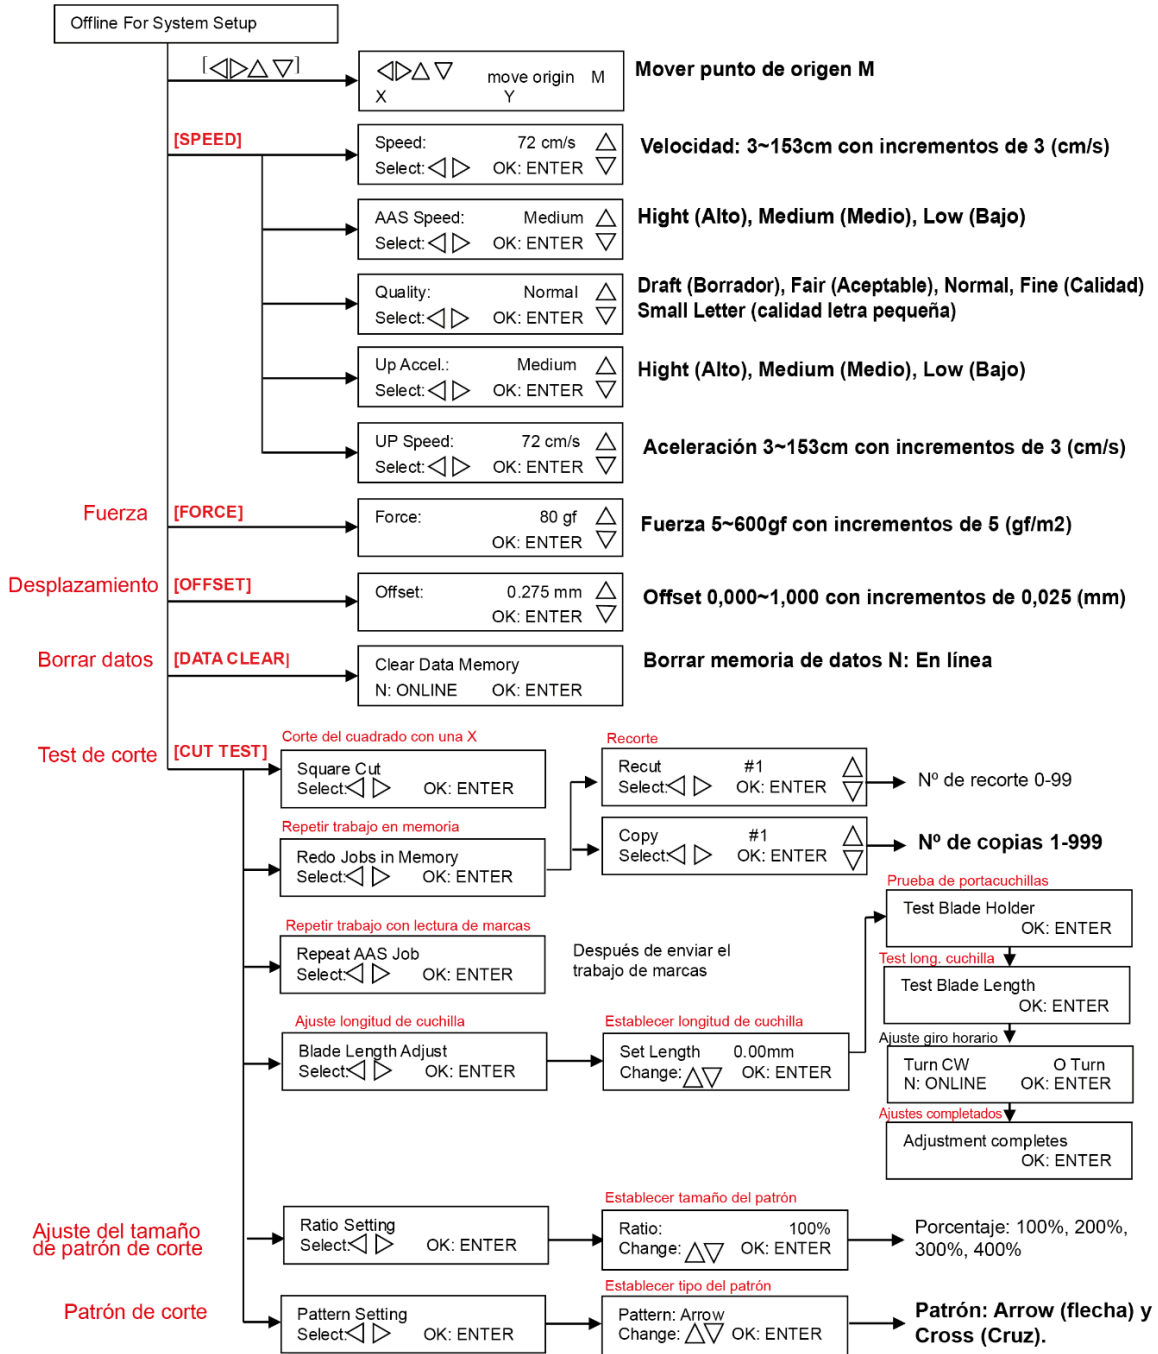 Offline For System Setup
[◁▷△▽]
◁▷△▽ move origin M
X Y
Mover punto de origen M
[SPEED]
Speed: 72 cm/s △
Select:◁ ▷ OK: ENTER ▽
Velocidad: 3~153cm con incrementos de 3 (cm/s)
AAS Speed: Medium △
Select:◁ ▷ OK: ENTER ▽
Hight (Alto), Medium (Medio), Low (Bajo)
Quality: Normal △
Select:◁ ▷ OK: ENTER ▽
Draft (Borrador), Fair (Aceptable), Normal, Fine (Calidad)
Small Letter (calidad letra pequeña)
Up Accel.: Medium △
Select:◁ ▷ OK: ENTER ▽
Hight (Alto), Medium (Medio), Low (Bajo)
UP Speed: 72 cm/s △
Select:◁ ▷ OK: ENTER ▽
Aceleración 3~153cm con incrementos de 3 (cm/s)
Fuerza [FORCE]
Force: 80 gf △
OK: ENTER ▽
Fuerza 5~600gf con incrementos de 5 (gf/m2)
Desplazamiento [OFFSET]
Offset: 0.275 mm △
OK: ENTER ▽
Offset 0,000~1,000 con incrementos de 0,025 (mm)
Borrar datos [DATA CLEAR]
Clear Data Memory
N: ONLINE OK: ENTER
Borrar memoria de datos N: En línea
Test de corte [CUT TEST]
Corte del cuadrado con una X
Square Cut
Select:◁ ▷ OK: ENTER
Recorte
Recut #1 △
Select:◁ ▷ OK: ENTER ▽
Nº de recorte 0-99
Repetir trabajo en memoria
Redo Jobs in Memory
Select:◁ ▷ OK: ENTER
Copy #1 △
Select:◁ ▷ OK: ENTER ▽
Nº de copias 1-999
Repetir trabajo con lectura de marcas
Repeat AAS Job
Select:◁ ▷ OK: ENTER
Después de enviar el
trabajo de marcas
Ajuste longitud de cuchilla
Blade Length Adjust
Select:◁ ▷ OK: ENTER
Establecer longitud de cuchilla
Set Length 0.00mm
Change: △▽ OK: ENTER
Prueba de portacuchillas
Test Blade Holder
OK: ENTER
Test long. cuchilla
Test Blade Length
OK: ENTER
Ajuste giro horario
Turn CW O Turn
N: ONLINE OK: ENTER
Ajustes completados
Adjustment completes
OK: ENTER
Ajuste del tamaño
de patrón de corte
Ratio Setting
Select:◁ ▷ OK: ENTER
Establecer tamaño del patrón
Ratio: 100%
Change: △▽ OK: ENTER
Porcentaje: 100%, 200%,
300%, 400%
Patrón de corte
Pattern Setting
Select:◁ ▷ OK: ENTER
Establecer tipo del patrón
Pattern: Arrow
Change: △▽ OK: ENTER
Patrón: Arrow (flecha) y
Cross (Cruz).